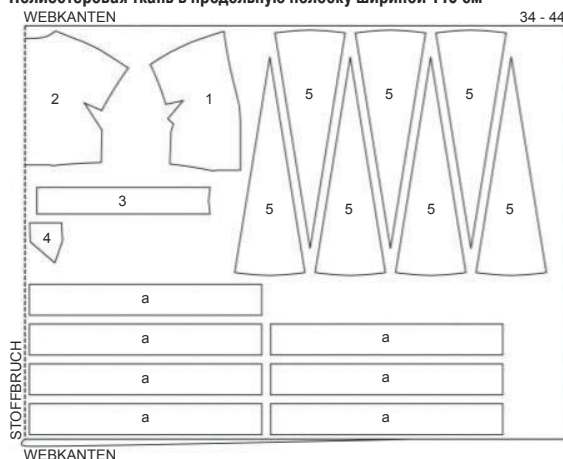 Полиэстеровая ткань в продольную полоску шириной 140 см
WEBKANTEN 34 - 44
2 1 5 5 5
3 5 5 5 5
4
a
a a
a a
a a
STOFFBRUCH
WEBKANTEN